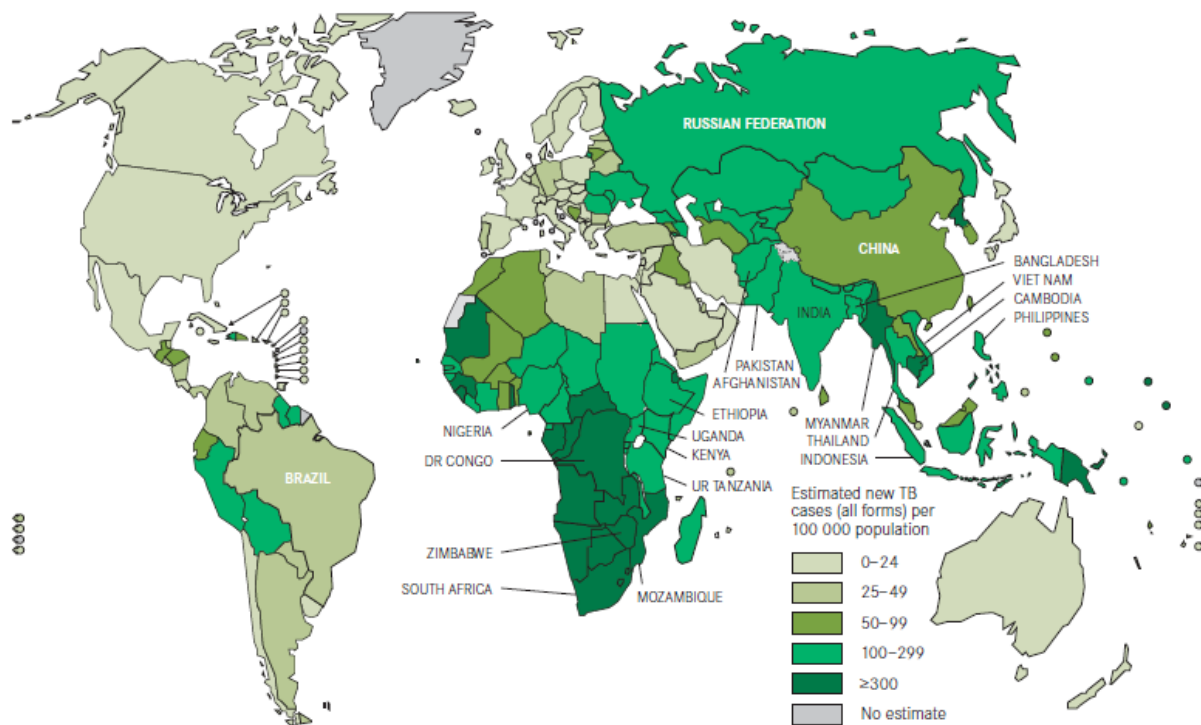 RUSSIAN FEDERATION
CHINA
BANGLADESH
VIET NAM
CAMBODIA
PHILIPPINES
INDIA
PAKISTAN
AFGHANISTAN
ETHIOPIA
NIGERIA
UGANDA
KENYA
DR CONGO
UR TANZANIA
MYANMAR
THAILAND
INDONESIA
BRAZIL
ZIMBABWE
SOUTH AFRICA
MOZAMBIQUE
Estimated new TB
cases (all forms) per
100 000 population
0–24
25–49
50–99
100–299
≥300
No estimate